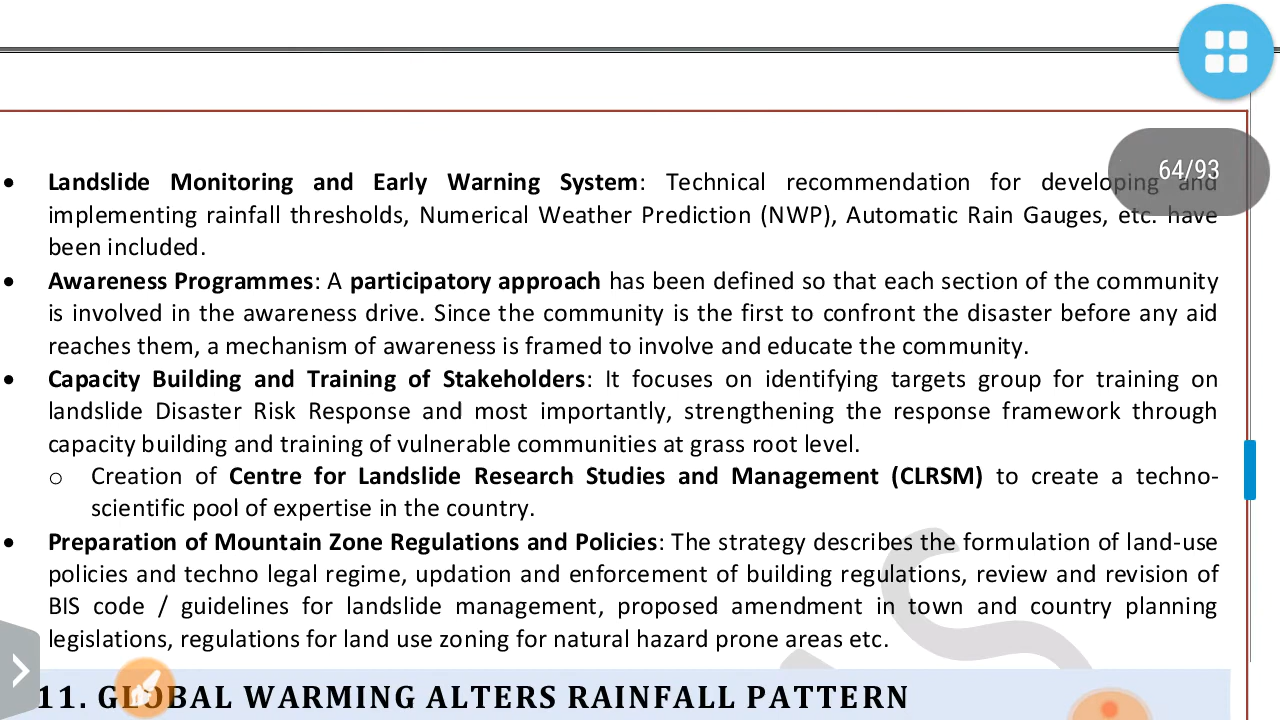 64/93
• Landslide Monitoring and Early Warning System: Technical recommendation for developing and
implementing rainfall thresholds, Numerical Weather Prediction (NWP), Automatic Rain Gauges, etc. have
been included.
• Awareness Programmes: A participatory approach has been defined so that each section of the community
is involved in the awareness drive. Since the community is the first to confront the disaster before any aid
reaches them, a mechanism of awareness is framed to involve and educate the community.
• Capacity Building and Training of Stakeholders: It focuses on identifying targets group for training on
landslide Disaster Risk Response and most importantly, strengthening the response framework through
capacity building and training of vulnerable communities at grass root level.
o Creation of Centre for Landslide Research Studies and Management (CLRSM) to create a techno-
scientific pool of expertise in the country.
• Preparation of Mountain Zone Regulations and Policies: The strategy describes the formulation of land-use
policies and techno legal regime, updation and enforcement of building regulations, review and revision of
BIS code / guidelines for landslide management, proposed amendment in town and country planning
legislations, regulations for land use zoning for natural hazard prone areas etc.
11. GLOBAL WARMING ALTERS RAINFALL PATTERN